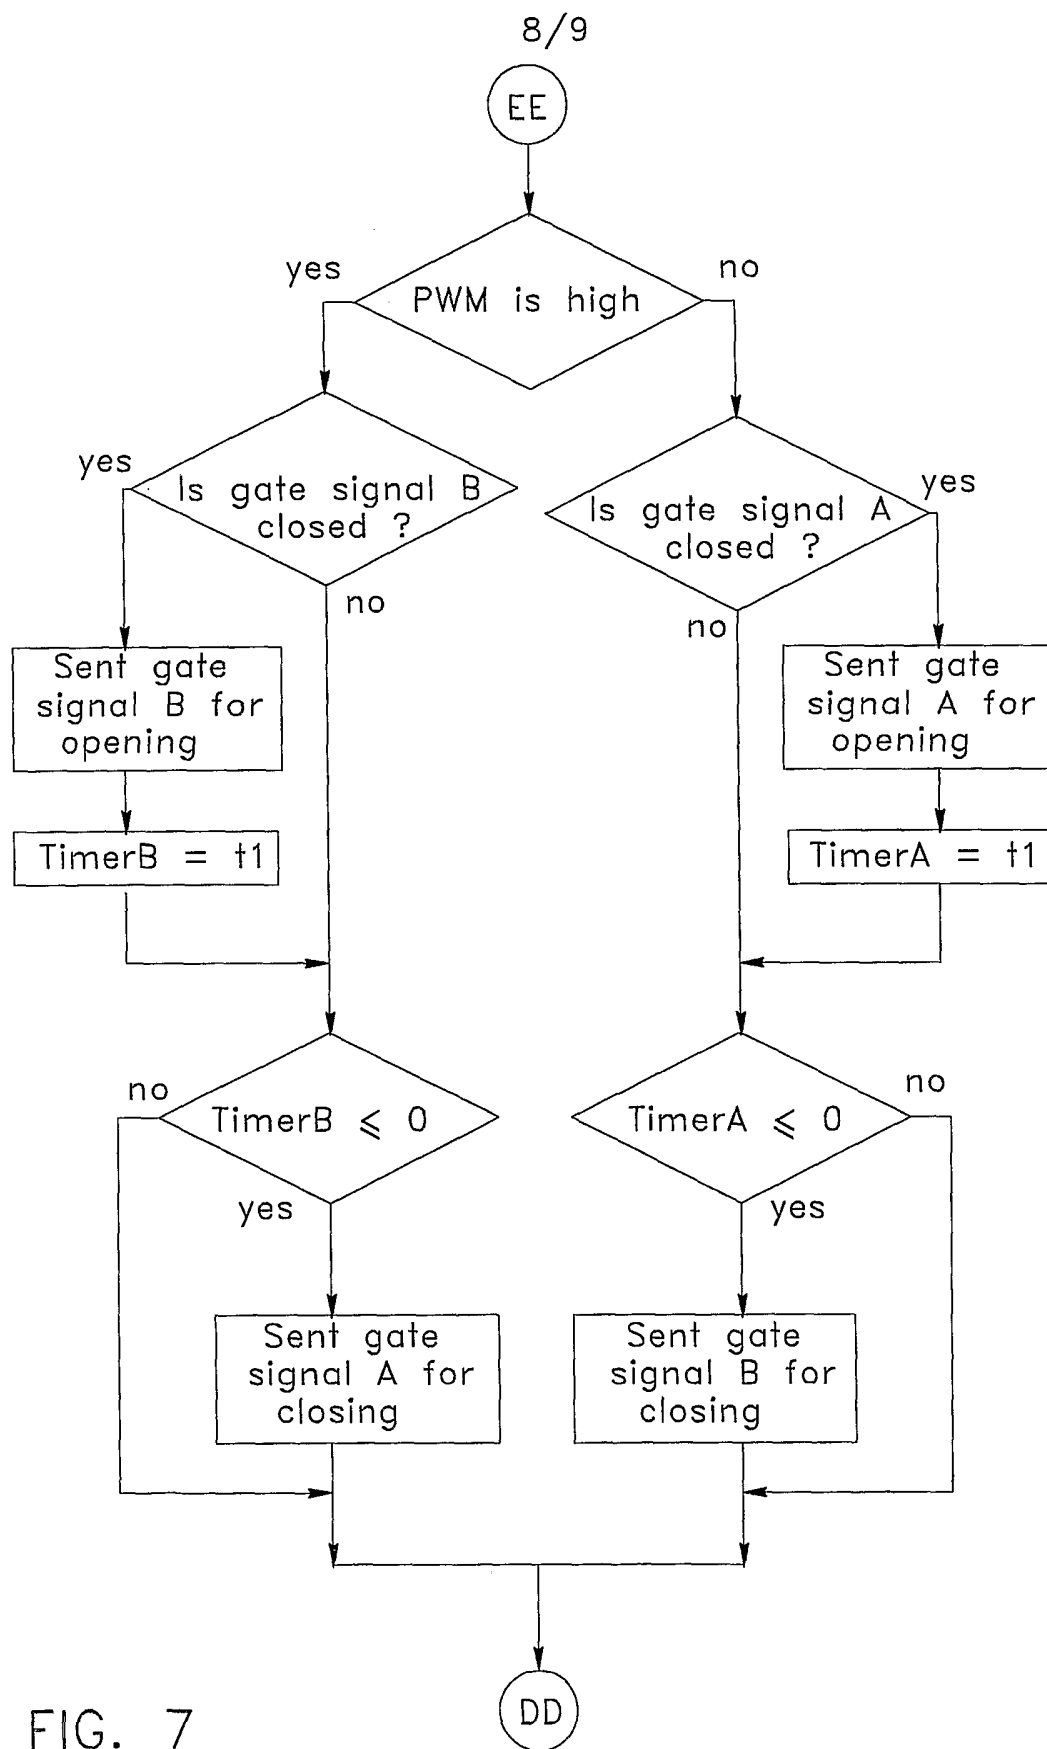 8/9
EE
yes
no
PWM is high
yes
Is gate signal B
closed ?
no
yes
Is gate signal A
closed ?
no
Sent gate
signal B for
opening
Sent gate
signal A for
opening
TimerB = t1
TimerA = t1
no
TimerB ⩽ 0
yes
no
TimerA ⩽ 0
yes
Sent gate
signal A for
closing
Sent gate
signal B for
closing
DD
FIG. 7